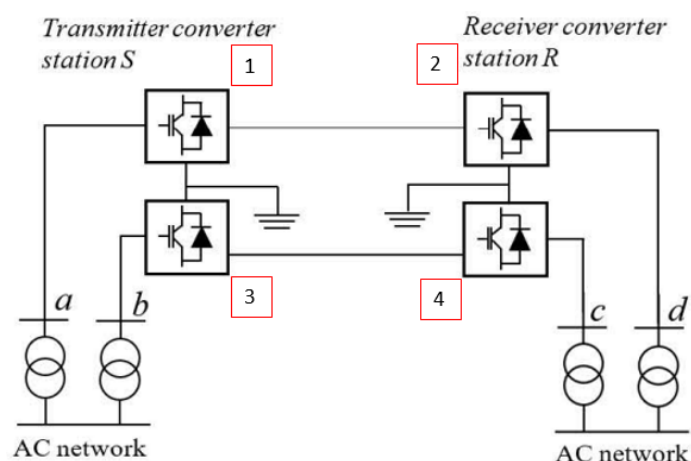 Transmitter converter
station S
1
2
Receiver converter
station R
3
4
a
b
c
d
AC network
AC network